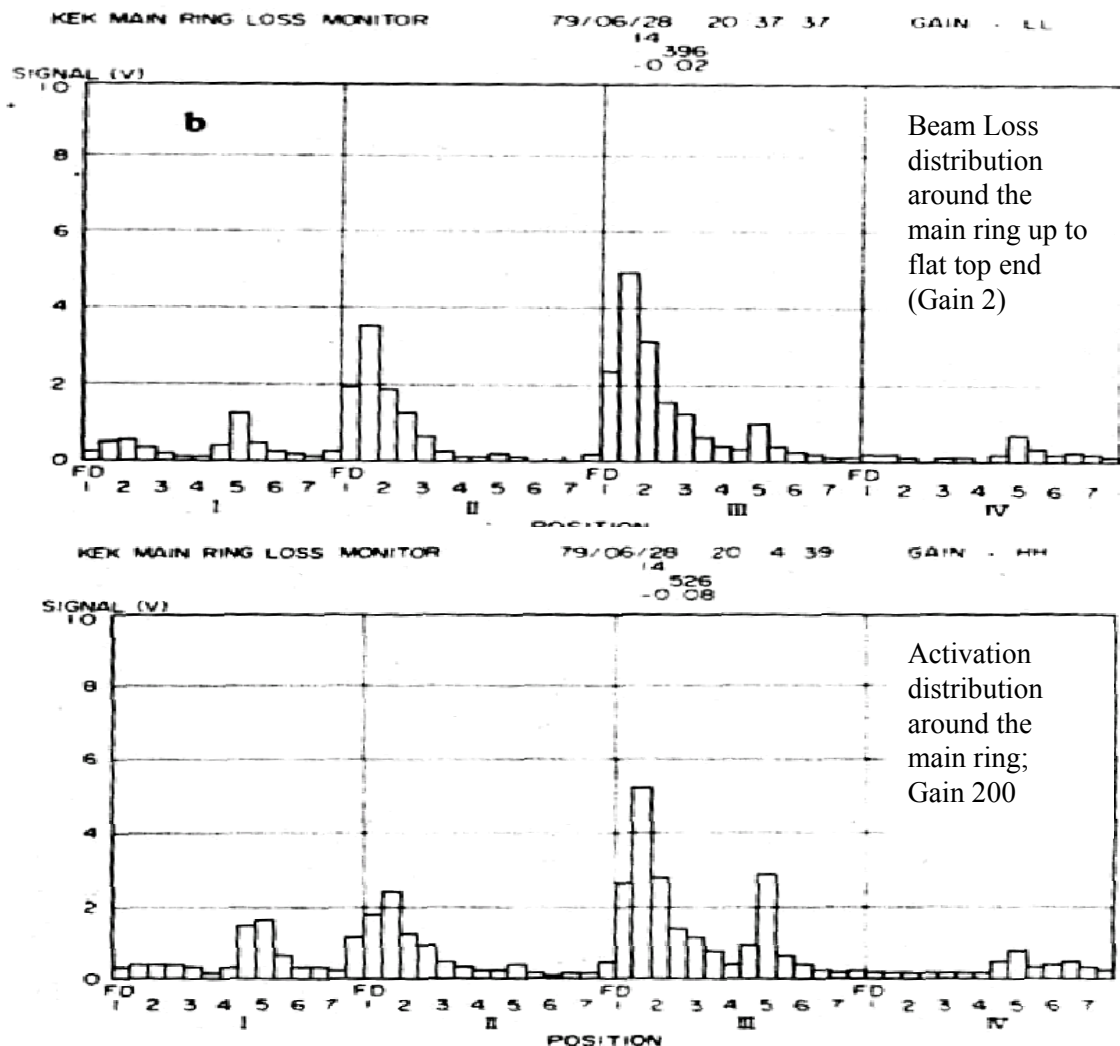 KEK MAIN RING LOSS MONITOR 79/06/28 20 37 37 GAIN - LL
14
396
-0 02
SIGNAL (V)
10
b
8
6
4
2
0
Beam Loss
distribution
around the
main ring up to
flat top end
(Gain 2)
FD FD FD FD
1 2 3 4 5 6 7 1 2 3 4 5 6 7 1 2 3 4 5 6 7 1 2 3 4 5 6 7
I II III IV
POSITION
KEK MAIN RING LOSS MONITOR 79/06/28 20 4 39 GAIN - HH
14
526
-0 08
SIGNAL (V)
10
8
6
4
2
0
Activation
distribution
around the
main ring;
Gain 200
FD FD FD FD
1 2 3 4 5 6 7 1 2 3 4 5 6 7 1 2 3 4 5 6 7 1 2 3 4 5 6 7
I II III IV
POSITION